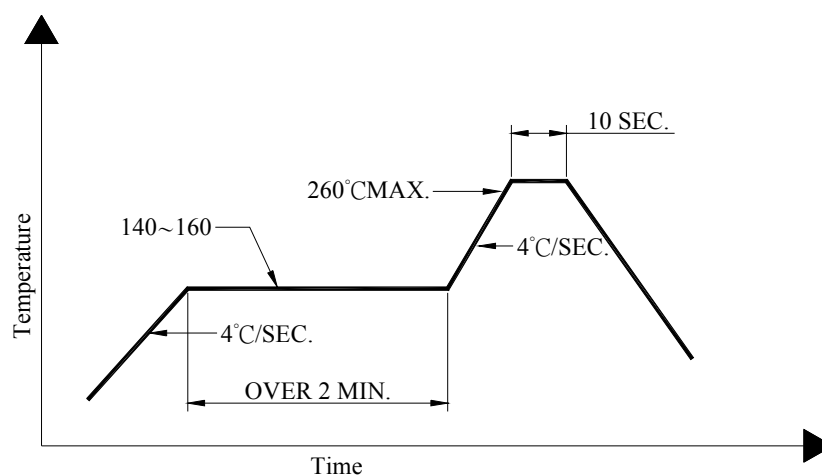 10 SEC.
260℃MAX.
140~160
4℃/SEC.
4℃/SEC.
OVER 2 MIN.
Temperature
Time